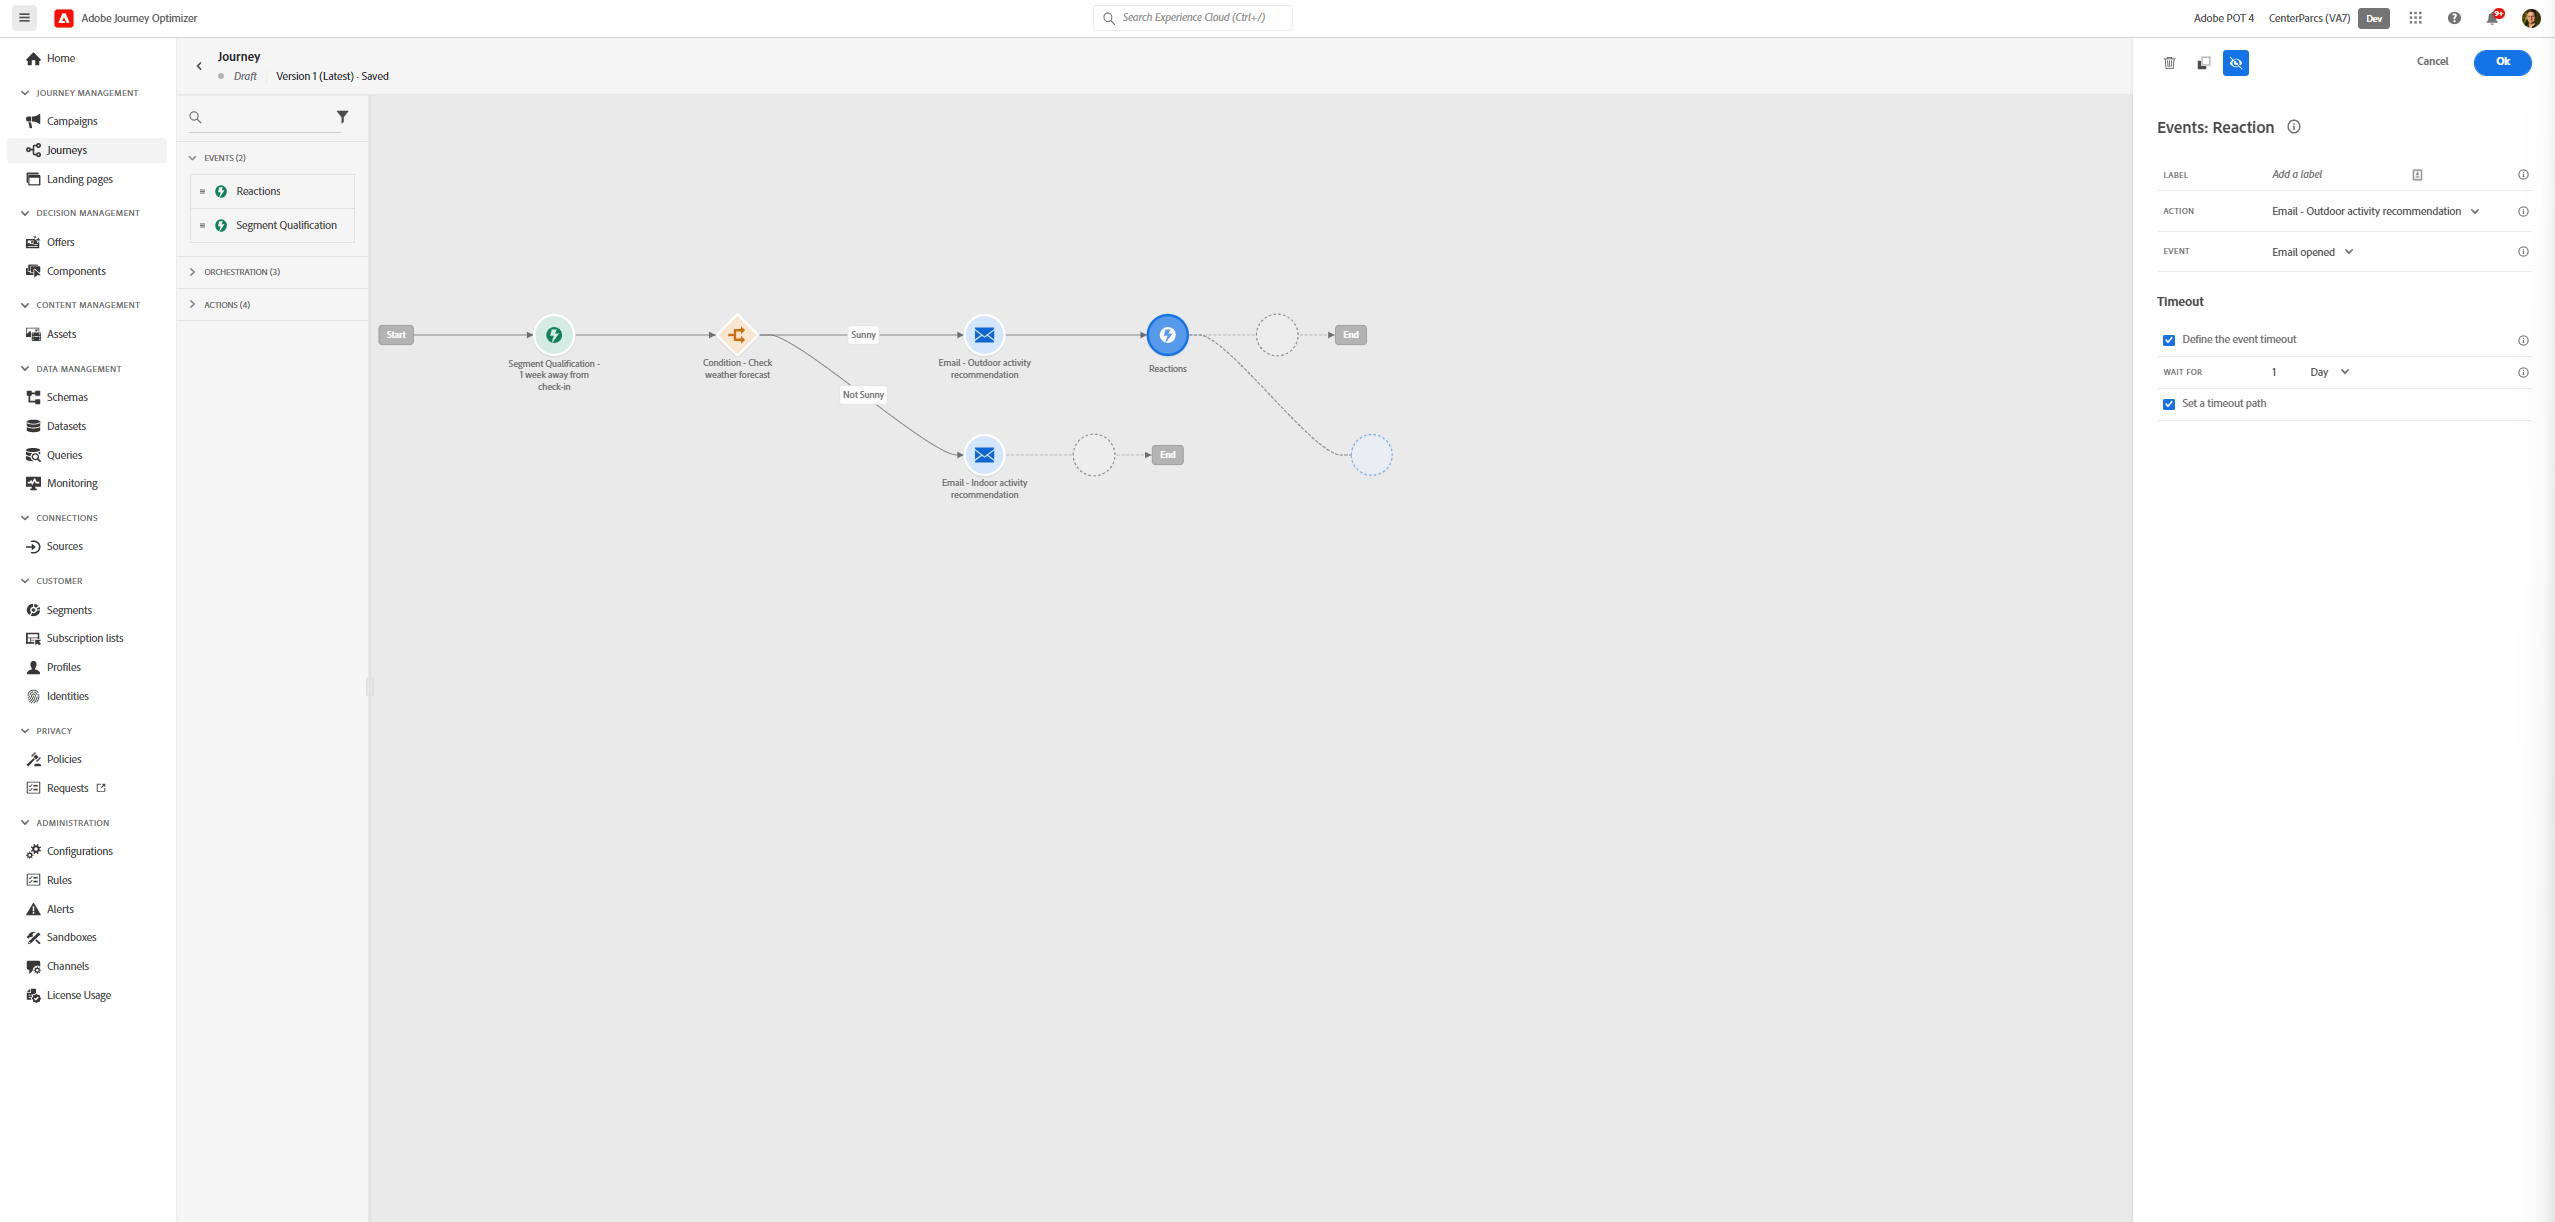 Adobe Journey Optimizer
Search Experience Cloud (Ctrl+/)
Adobe POT 4
CenterParcs (VA7)
Dev
9+
Home
JOURNEY MANAGEMENT
Campaigns
Journeys
Landing pages
DECISION MANAGEMENT
Offers
Components
CONTENT MANAGEMENT
Assets
DATA MANAGEMENT
Schemas
Datasets
Queries
Monitoring
CONNECTIONS
Sources
CUSTOMER
Segments
Subscription lists
Profiles
Identities
PRIVACY
Policies
Requests
ADMINISTRATION
Configurations
Rules
Alerts
Sandboxes
Channels
License Usage
Journey
Draft
Version 1 (Latest) · Saved
EVENTS (2)
Reactions
Segment Qualification
ORCHESTRATION (3)
ACTIONS (4)
Start
Segment Qualification -
1 week away from
check-in
Condition - Check
weather forecast
Sunny
Not Sunny
Email - Outdoor activity
recommendation
Reactions
End
Email - Indoor activity
recommendation
End
Cancel
Ok
Events: Reaction
LABEL
Add a label
ACTION
Email - Outdoor activity recommendation
EVENT
Email opened
Timeout
Define the event timeout
WAIT FOR
1
Day
Set a timeout path